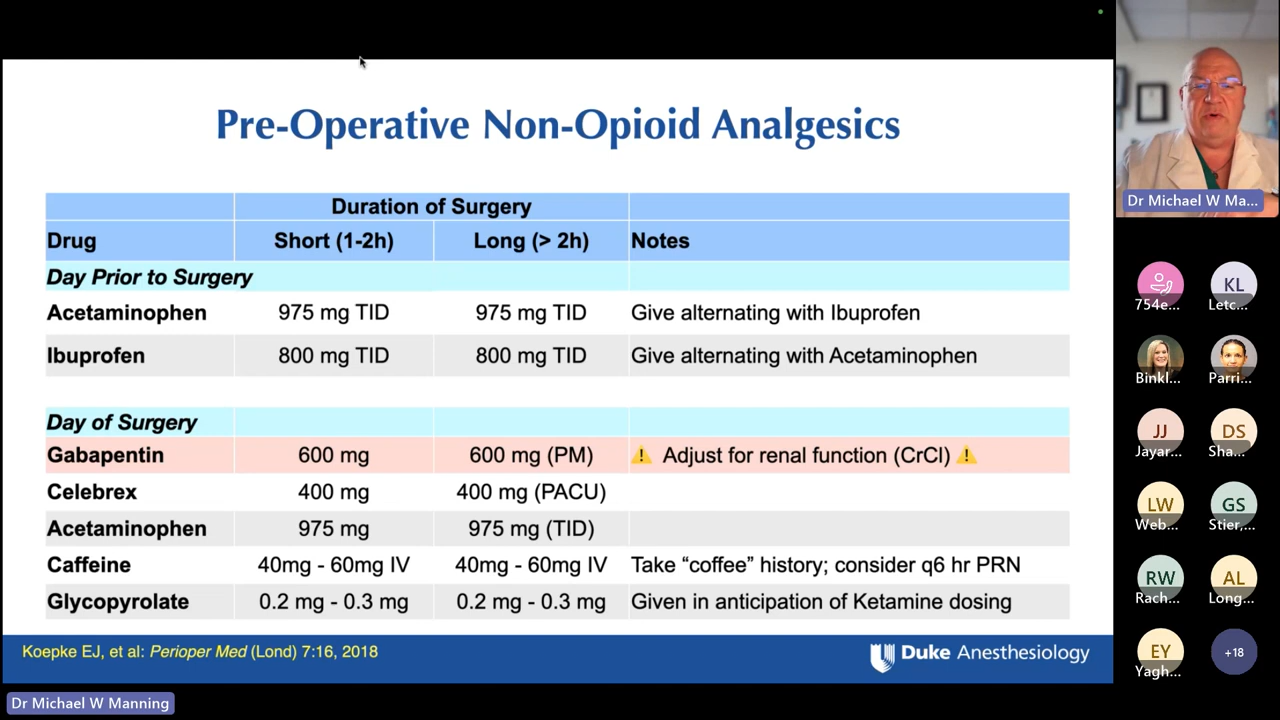 Pre-Operative Non-Opioid Analgesics
Duration of Surgery
Drug Short (1-2h) Long (> 2h) Notes
Day Prior to Surgery
Acetaminophen 975 mg TID 975 mg TID Give alternating with Ibuprofen
Ibuprofen 800 mg TID 800 mg TID Give alternating with Acetaminophen
Day of Surgery
Gabapentin 600 mg 600 mg (PM) ⚠️ Adjust for renal function (CrCl) ⚠️
Celebrex 400 mg 400 mg (PACU)
Acetaminophen 975 mg 975 mg (TID)
Caffeine 40mg - 60mg IV 40mg - 60mg IV Take “coffee” history; consider q6 hr PRN
Glycopyrolate 0.2 mg - 0.3 mg 0.2 mg - 0.3 mg Given in anticipation of Ketamine dosing
Koepke EJ, et al: Perioper Med (Lond) 7:16, 2018
Duke Anesthesiology
Dr Michael W Manning
Dr Michael W Ma...
754e...
KL
Letc...
Binkl...
Parri...
JJ
Jayar...
DS
Sha...
LW
Web...
GS
Stier,...
RW
Rach...
AL
Long...
EY
Yagh...
+18